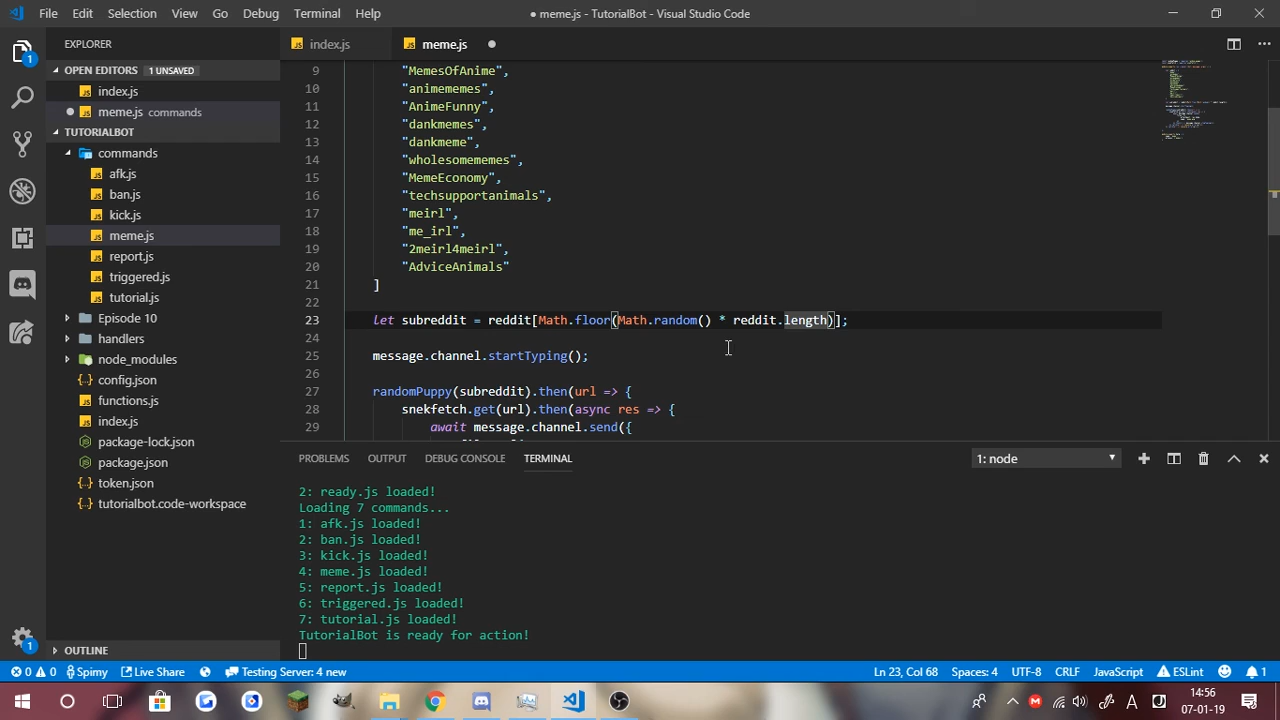 File Edit Selection View Go Debug Terminal Help
● meme.js - TutorialBot - Visual Studio Code
EXPLORER
OPEN EDITORS 1 UNSAVED
index.js
meme.js commands
TUTORIALBOT
commands
afk.js
ban.js
kick.js
meme.js
report.js
triggered.js
tutorial.js
Episode 10
handlers
node_modules
config.json
functions.js
index.js
package-lock.json
package.json
token.json
tutorialbot.code-workspace
OUTLINE
index.js meme.js
9 "MemesOfAnime",
10 "animememes",
11 "AnimeFunny",
12 "dankmemes",
13 "dankmeme",
14 "wholesomememes",
15 "MemeEconomy",
16 "techsupportanimals",
17 "meirl",
18 "me_irl",
19 "2meirl4meirl",
20 "AdviceAnimals"
21 ]
22
23 let subreddit = reddit[Math.floor(Math.random() * reddit.length)];
24
25 message.channel.startTyping();
26
27 randomPuppy(subreddit).then(url => {
28 snekfetch.get(url).then(async res => {
29 await message.channel.send({
PROBLEMS OUTPUT DEBUG CONSOLE TERMINAL
1: node
2: ready.js loaded!
Loading 7 commands...
1: afk.js loaded!
2: ban.js loaded!
3: kick.js loaded!
4: meme.js loaded!
5: report.js loaded!
6: triggered.js loaded!
7: tutorial.js loaded!
TutorialBot is ready for action!
0 0 Spimy Live Share Testing Server: 4 new
Ln 23, Col 68 Spaces: 4 UTF-8 CRLF JavaScript ESLint 1
14:56
07-01-19